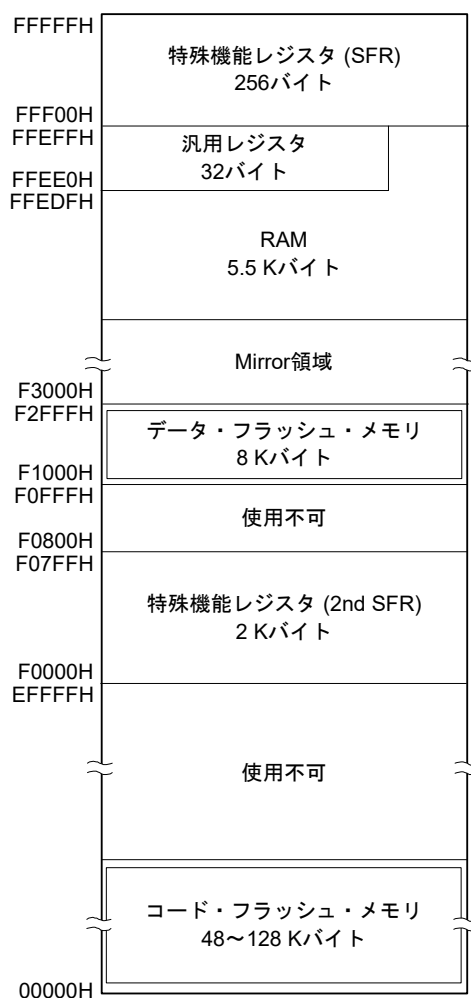 FFFFFH
特殊機能レジスタ (SFR)
256バイト
FFF00H
FFEFFH
汎用レジスタ
32バイト
FFEE0H
FFEDFH
RAM
5.5 Kバイト
Mirror領域
F3000H
F2FFFH
データ・フラッシュ・メモリ
8 Kバイト
F1000H
F0FFFH
使用不可
F0800H
F07FFH
特殊機能レジスタ (2nd SFR)
2 Kバイト
F0000H
EFFFFH
使用不可
コード・フラッシュ・メモリ
48～128 Kバイト
00000H